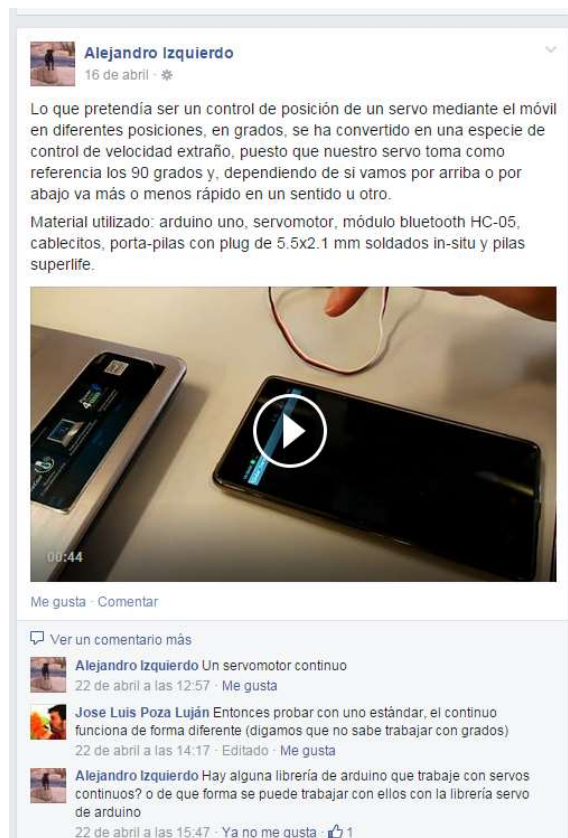 Alejandro Izquierdo
16 de abril ·
Lo que pretendía ser un control de posición de un servo mediante el móvil
en diferentes posiciones, en grados, se ha convertido en una especie de
control de velocidad extraño, puesto que nuestro servo toma como
referencia los 90 grados y, dependiendo de si vamos por arriba o por
abajo va más o menos rápido en un sentido u otro.
Material utilizado: arduino uno, servomotor, módulo bluetooth HC-05,
cablecitos, porta-pilas con plug de 5.5x2.1 mm soldados in-situ y pilas
superlife.
00:44
Me gusta · Comentar
Ver un comentario más
Alejandro Izquierdo Un servomotor continuo
22 de abril a las 12:57 · Me gusta
Jose Luis Poza Luján Entonces probar con uno estándar, el continuo
funciona de forma diferente (digamos que no sabe trabajar con grados)
22 de abril a las 14:17 · Editado · Me gusta
Alejandro Izquierdo Hay alguna librería de arduino que trabaje con servos
continuos? o de que forma se puede trabajar con ellos con la librería servo
de arduino
22 de abril a las 15:47 · Ya no me gusta · 1